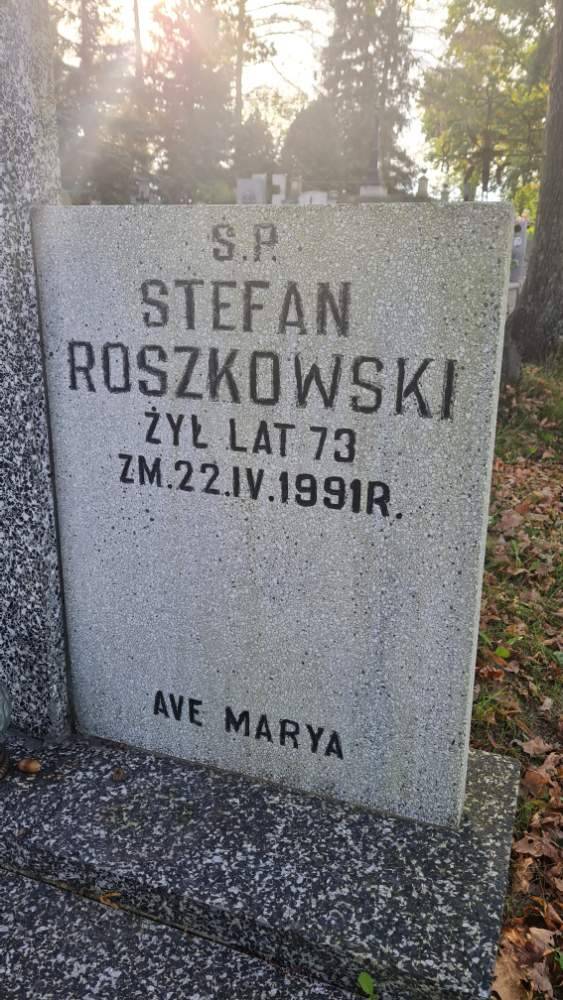 Ś.P.
STEFAN
ROSZKOWSKI
ŻYŁ LAT 73
ZM.22.IV.1991R.
AVE MARYA